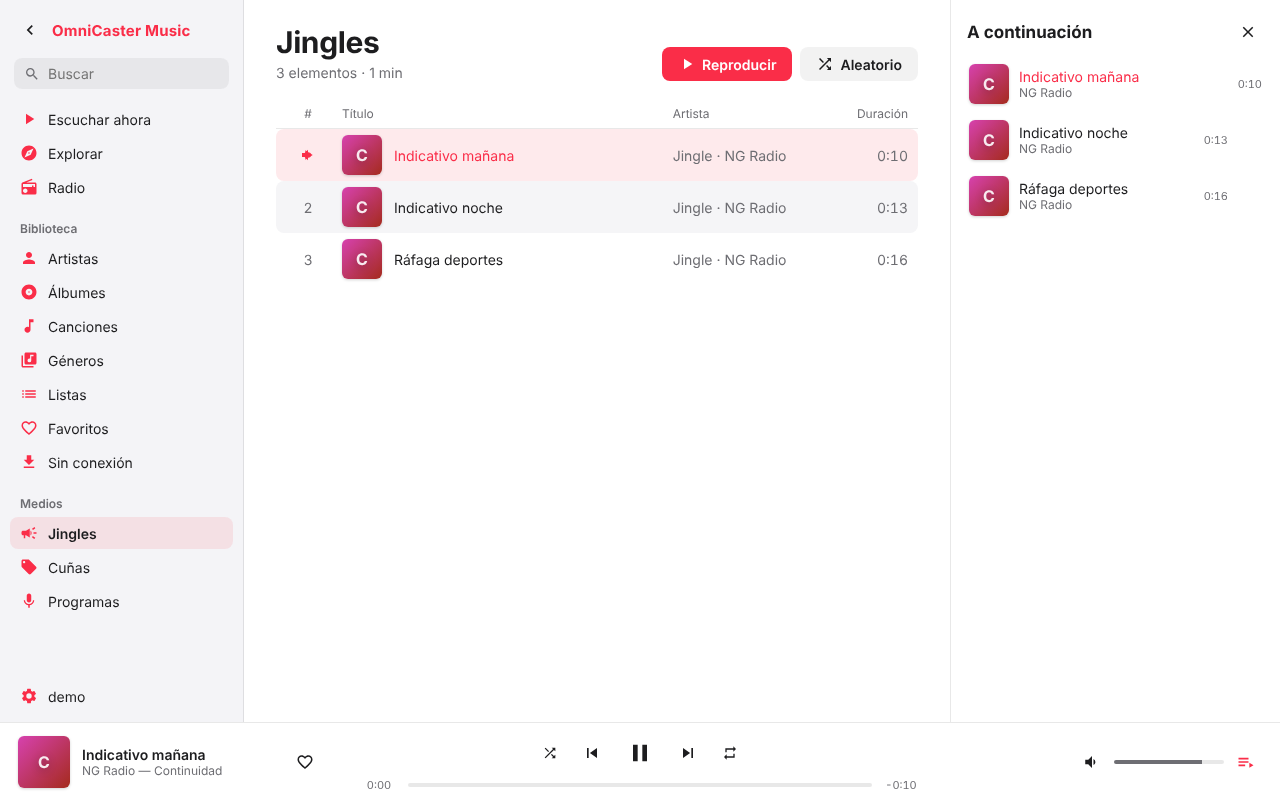 OmniCaster Music
Buscar
Escuchar ahora
Explorar
Radio
Biblioteca
Artistas
Álbumes
Canciones
Géneros
Listas
Favoritos
Sin conexión
Medios
Jingles
Cuñas
Programas
demo
Jingles
3 elementos · 1 min
Reproducir
Aleatorio
# Título Artista Duración
C Indicativo mañana Jingle · NG Radio 0:10
2 C Indicativo noche Jingle · NG Radio 0:13
3 C Ráfaga deportes Jingle · NG Radio 0:16
A continuación
C Indicativo mañana 0:10
NG Radio
C Indicativo noche 0:13
NG Radio
C Ráfaga deportes 0:16
NG Radio
C Indicativo mañana
NG Radio — Continuidad
0:00 -0:10